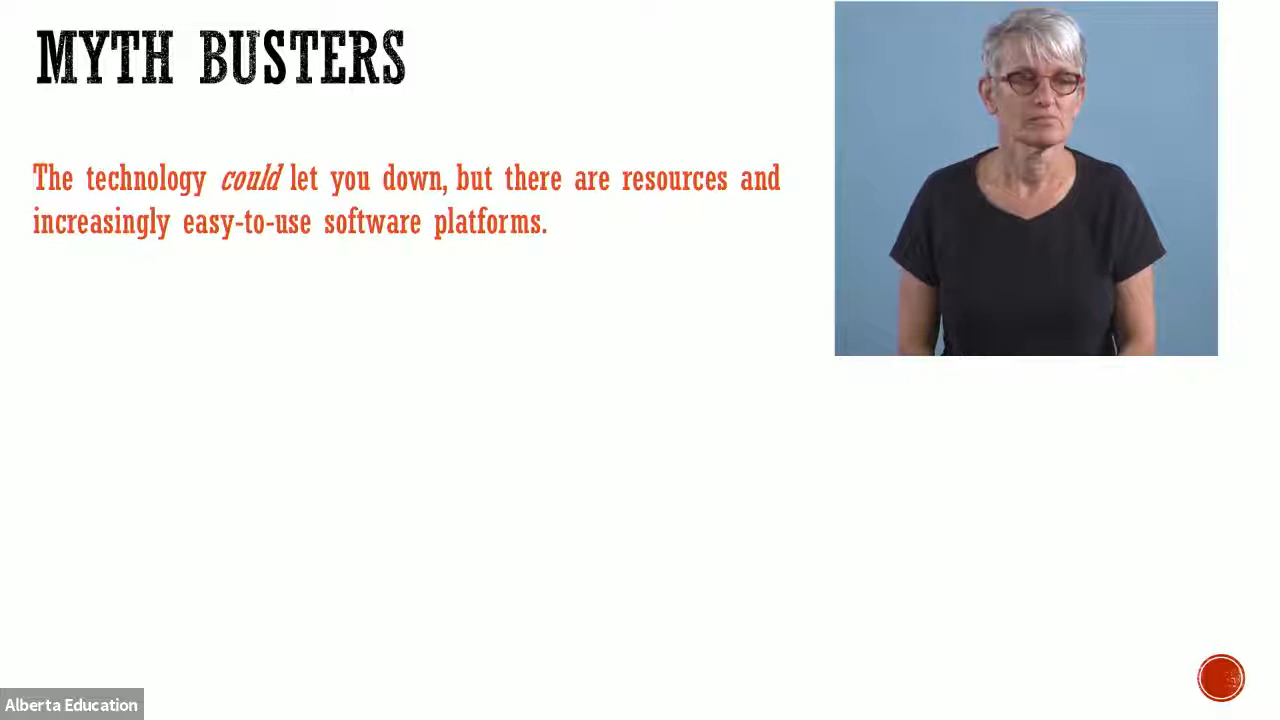 MYTH BUSTERS
The technology could let you down, but there are resources and
increasingly easy-to-use software platforms.
Alberta Education